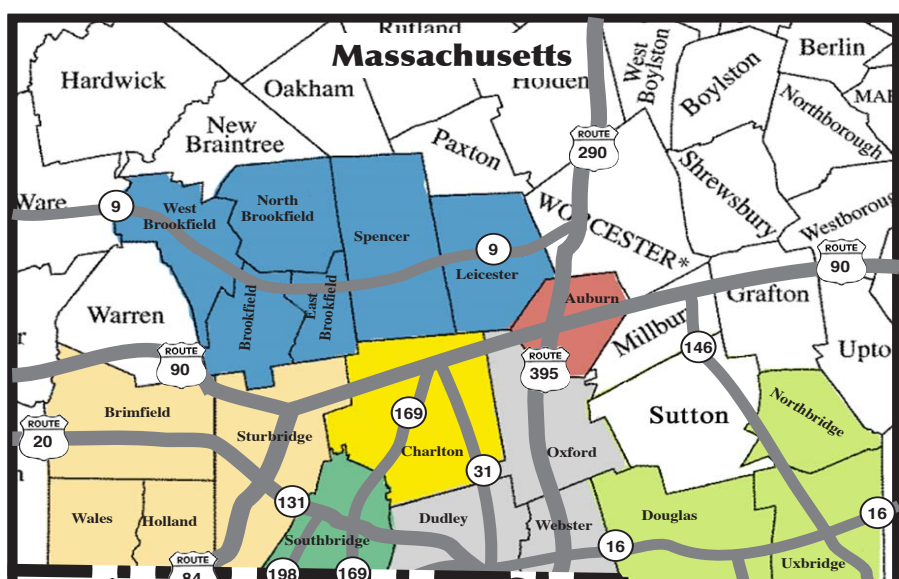 Rutland
Massachusetts
Berlin
West
Boylston
Boylston
Hardwick
Oakham
Holden
Northborough
New
Braintree
Paxton
ROUTE
290
Shrewsbury
Ware
9
West
Brookfield
North
Brookfield
Spencer
9
Leicester
WORCESTER*
Westboroug
ROUTE
90
Warren
Brookfield
East
Brookfield
Auburn
Grafton
Millbur
146
Upto
ROUTE
90
ROUTE
395
Brimfield
Sturbridge
169
Charlton
31
Oxford
Sutton
Northbridge
ROUTE
20
Wales
Holland
131
Southbridge
Dudley
Webster
16
Douglas
16
Uxbridge
ROUTE
84
198
169